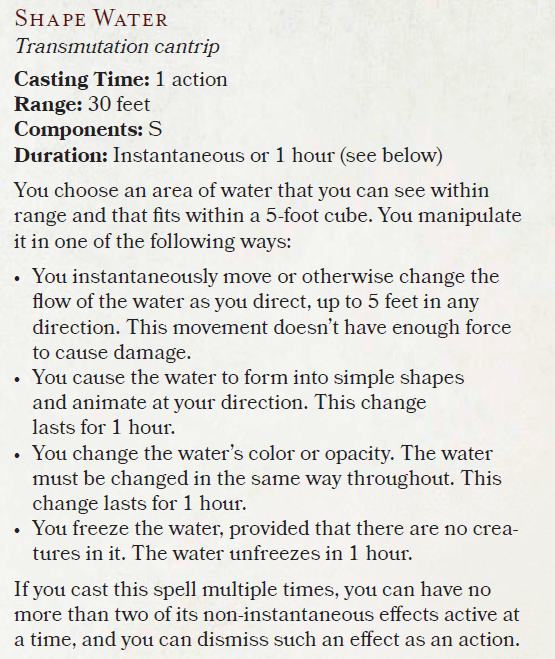 SHAPE WATER
Transmutation cantrip
Casting Time: 1 action
Range: 30 feet
Components: S
Duration: Instantaneous or 1 hour (see below)
You choose an area of water that you can see within
range and that fits within a 5-foot cube. You manipulate
it in one of the following ways:
• You instantaneously move or otherwise change the
flow of the water as you direct, up to 5 feet in any
direction. This movement doesn't have enough force
to cause damage.
• You cause the water to form into simple shapes
and animate at your direction. This change
lasts for 1 hour.
• You change the water's color or opacity. The water
must be changed in the same way throughout. This
change lasts for 1 hour.
• You freeze the water, provided that there are no crea-
tures in it. The water unfreezes in 1 hour.
If you cast this spell multiple times, you can have no
more than two of its non-instantaneous effects active at
a time, and you can dismiss such an effect as an action.